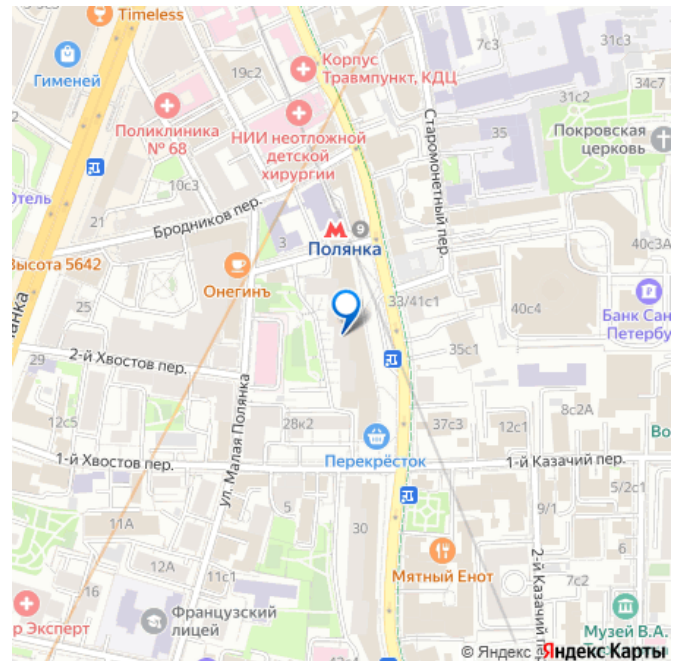 Timeless
Гименей
19с2
Корпус
Травмпункт, КДЦ
7с3
31с3
34с7
31с2
Поликлиника
№ 68
НИИ неотложной
детской
хирургии
Старомонетный пер.
35
Покровская
церковь
10с3
Отель
21
Бродников пер.
3
9
Полянка
40с3А
Высота 5642
Онегинъ
25
33/41с1
40с4
Банк Сан
Петербу
35с1
29
2-й Хвостов пер.
ул. Малая Полянка
12с5
28к2
37с3
12с1
8с2А
Во
Перекрёсток
1-й Хвостов пер.
1-й Казачий пер.
5
5/2с1
11А
30
9/1
12А
11с1
16
Мятный Енот
2-й Казачий пер
7с2
р Эксперт
Французский
лицей
Музей В.А.
© Яндекс
Яндекс Карты